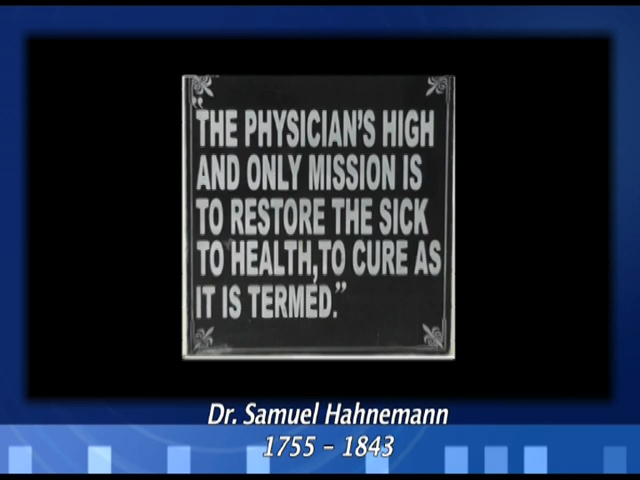 "THE PHYSICIAN'S HIGH
AND ONLY MISSION IS
TO RESTORE THE SICK
TO HEALTH,TO CURE AS
IT IS TERMED."
Dr. Samuel Hahnemann
1755 – 1843